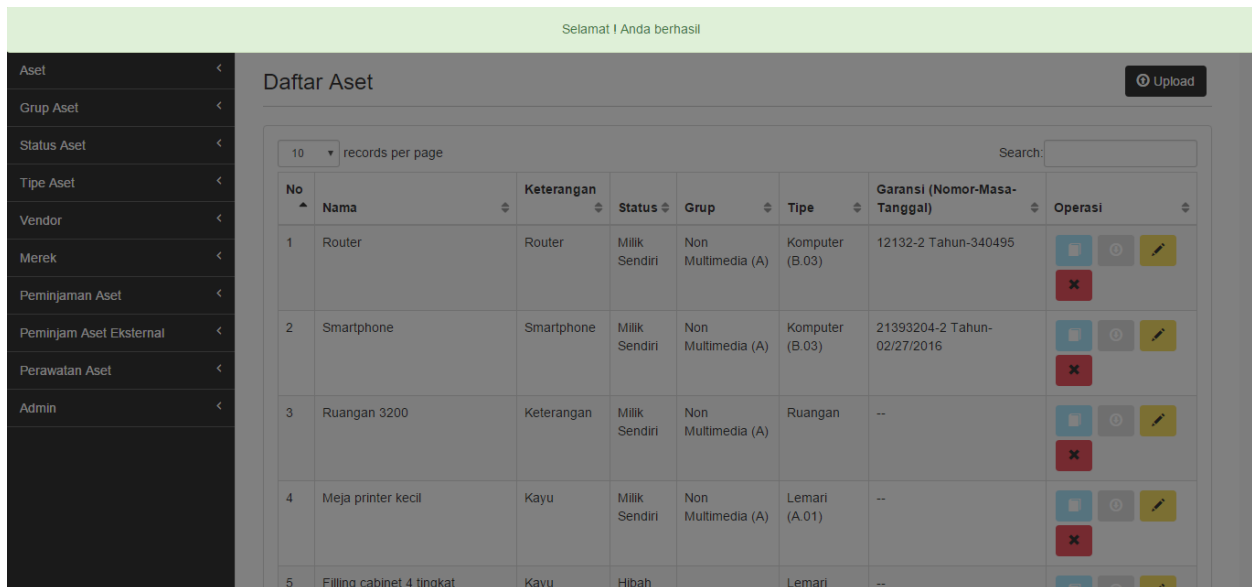 Selamat ! Anda berhasil
Aset
Grup Aset
Status Aset
Tipe Aset
Vendor
Merek
Peminjaman Aset
Peminjam Aset Eksternal
Perawatan Aset
Admin
Daftar Aset
Upload
10 records per page
Search:
No Nama Keterangan Status Grup Tipe Garansi (Nomor-Masa-
Tanggal) Operasi
1 Router Router Milik Non Komputer 12132-2 Tahun-340495
Sendiri Multimedia (A) (B.03)
2 Smartphone Smartphone Milik Non Komputer 21393204-2 Tahun-
Sendiri Multimedia (A) (B.03) 02/27/2016
3 Ruangan 3200 Keterangan Milik Non Ruangan --
Sendiri Multimedia (A)
4 Meja printer kecil Kayu Milik Non Lemari --
Sendiri Multimedia (A) (A.01)
5 Filling cabinet 4 tingkat Kayu Hibah Lemari --